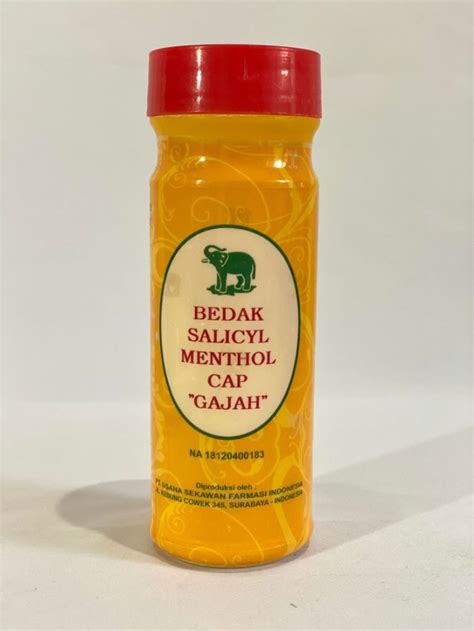 BEDAK
SALICYL
MENTHOL
CAP
"GAJAH"
NA 18120400183
Diproduksi oleh :
PT. USAHA SEKAWAN FARMASI INDONESIA
JL. KEDUNG COWEK 345, SURABAYA - INDONESIA